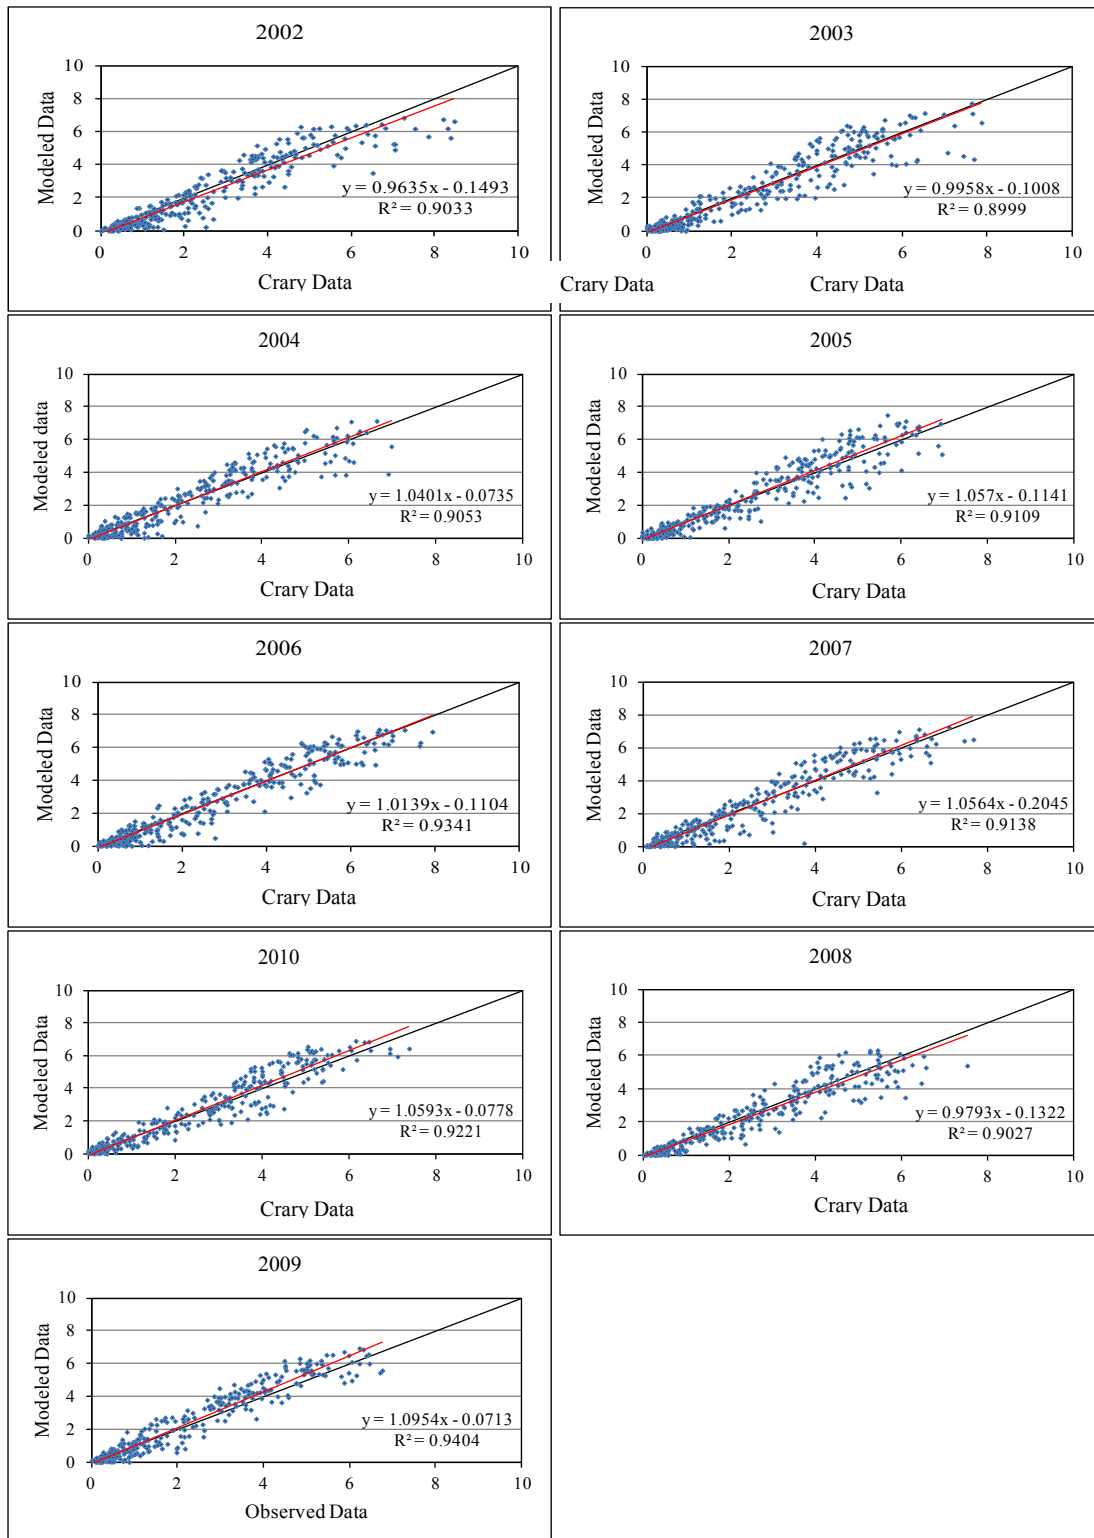 2002
10
8
6
4
2
0
Modeled Data
y = 0.9635x - 0.1493
R² = 0.9033
0 2 4 6 8 10
Crary Data
2003
10
8
6
4
2
0
Modeled Data
y = 0.9958x - 0.1008
R² = 0.8999
0 2 4 6 8 10
Crary Data
Crary Data
2004
10
8
6
4
2
0
Modeled data
y = 1.0401x - 0.0735
R² = 0.9053
0 2 4 6 8 10
Crary Data
2005
10
8
6
4
2
0
Modeled Data
y = 1.057x - 0.1141
R² = 0.9109
0 2 4 6 8 10
Crary Data
2006
10
8
6
4
2
0
Modeled Data
y = 1.0139x - 0.1104
R² = 0.9341
0 2 4 6 8 10
Crary Data
2007
10
8
6
4
2
0
Modeled Data
y = 1.0564x - 0.2045
R² = 0.9138
0 2 4 6 8 10
Crary Data
2010
10
8
6
4
2
0
Modeled Data
y = 1.0593x - 0.0778
R² = 0.9221
0 2 4 6 8 10
Crary Data
2008
10
8
6
4
2
0
Modeled Data
y = 0.9793x - 0.1322
R² = 0.9027
0 2 4 6 8 10
Crary Data
2009
10
8
6
4
2
0
Modeled Data
y = 1.0954x - 0.0713
R² = 0.9404
0 2 4 6 8 10
Observed Data